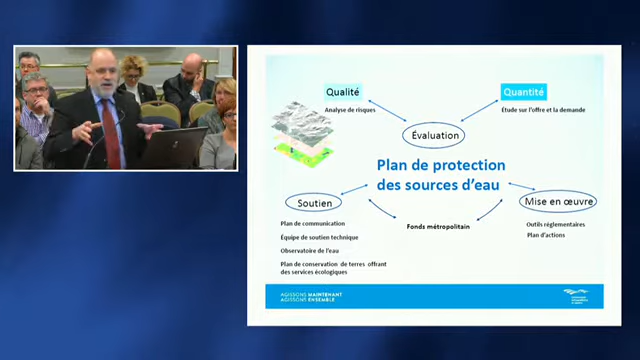 Qualité
Quantité
Analyse de risques
Étude sur l'offre et la demande
Évaluation
Plan de protection
des sources d'eau
Soutien
Mise en œuvre
Plan de communication
Équipe de soutien technique
Observatoire de l'eau
Plan de conservation de terres offrant
des services écologiques
Fonds métropolitain
Outils réglementaires
Plan d'actions
AGISSONS MAINTENANT
AGISSONS ENSEMBLE